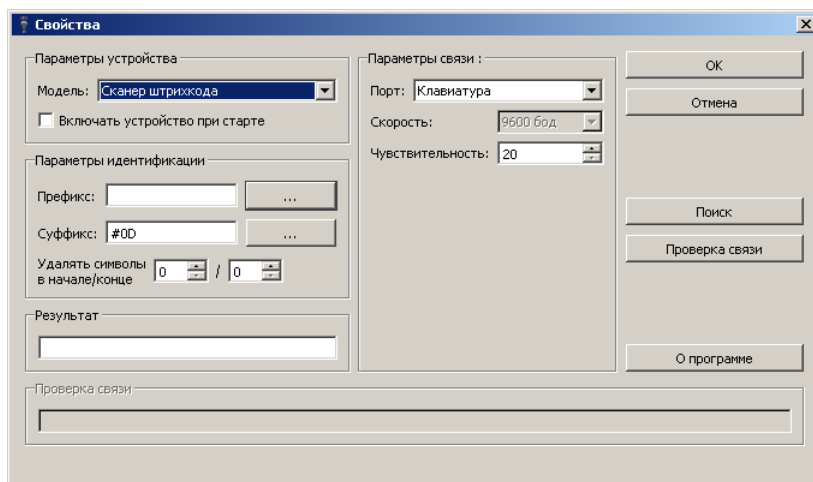 Свойства
Параметры устройства
Модель: Сканер штрихкода
Включать устройство при старте
Параметры идентификации
Префикс: ...
Суффикс: #0D ...
Удалять символы
в начале/конце 0 / 0
Результат
Параметры связи :
Порт: Клавиатура
Скорость: 9600 бод
Чувствительность: 20
ОК
Отмена
Поиск
Проверка связи
О программе
Проверка связи